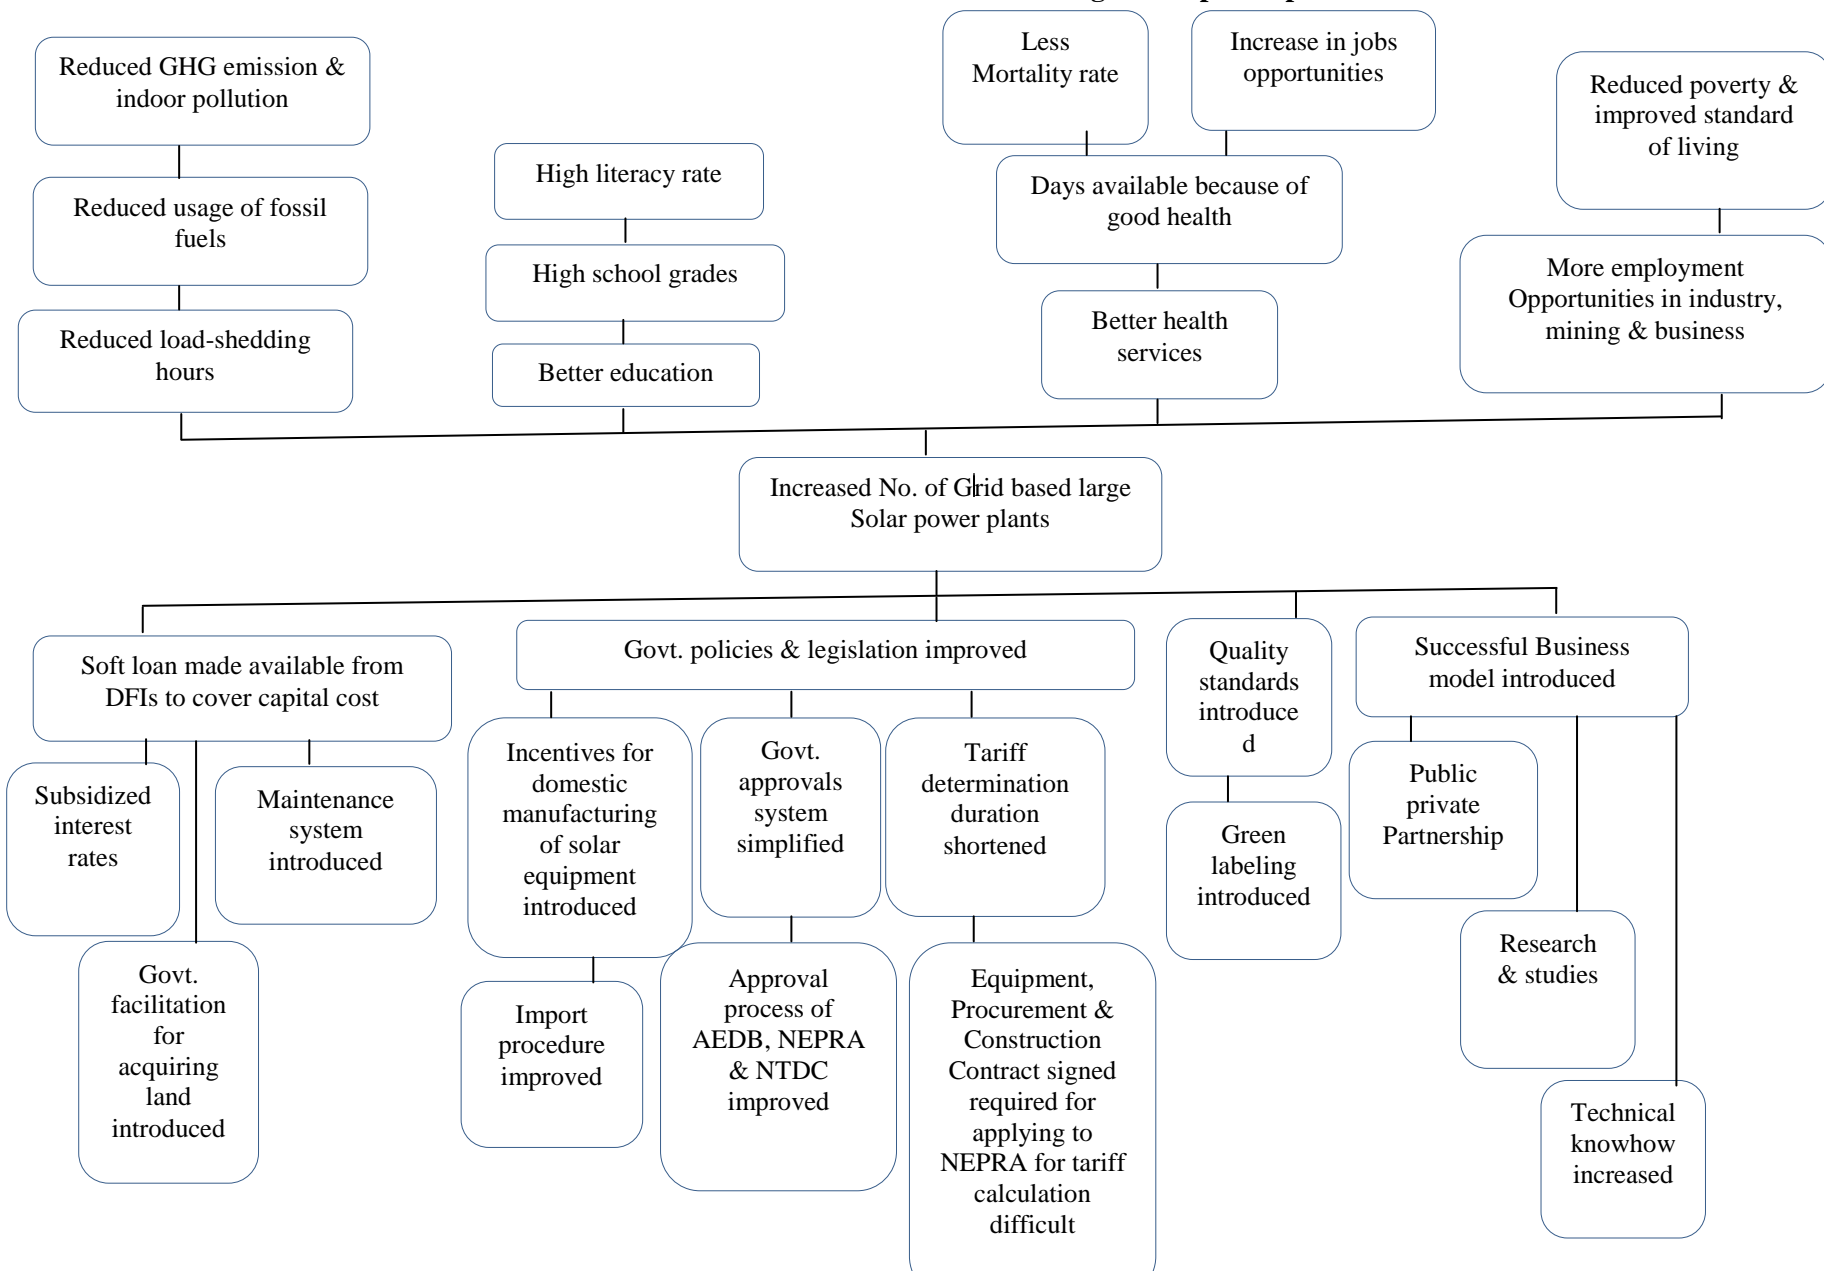 Less
Mortality rate
Increase in jobs
opportunities
Reduced GHG emission &
indoor pollution
Reduced poverty &
improved standard
of living
High literacy rate
Days available because of
good health
Reduced usage of fossil
fuels
High school grades
More employment
Opportunities in industry,
mining & business
Better health
services
Reduced load-shedding
hours
Better education
Increased No. of Grid based large
Solar power plants
Soft loan made available from
DFIs to cover capital cost
Govt. policies & legislation improved
Quality
standards
introduce
d
Successful Business
model introduced
Subsidized
interest
rates
Maintenance
system
introduced
Incentives for
domestic
manufacturing
of solar
equipment
introduced
Govt.
approvals
system
simplified
Tariff
determination
duration
shortened
Green
labeling
introduced
Public
private
Partnership
Govt.
facilitation
for
acquiring
land
introduced
Import
procedure
improved
Approval
process of
AEDB, NEPRA
& NTDC
improved
Equipment,
Procurement &
Construction
Contract signed
required for
applying to
NEPRA for tariff
calculation
difficult
Research
& studies
Technical
knowhow
increased